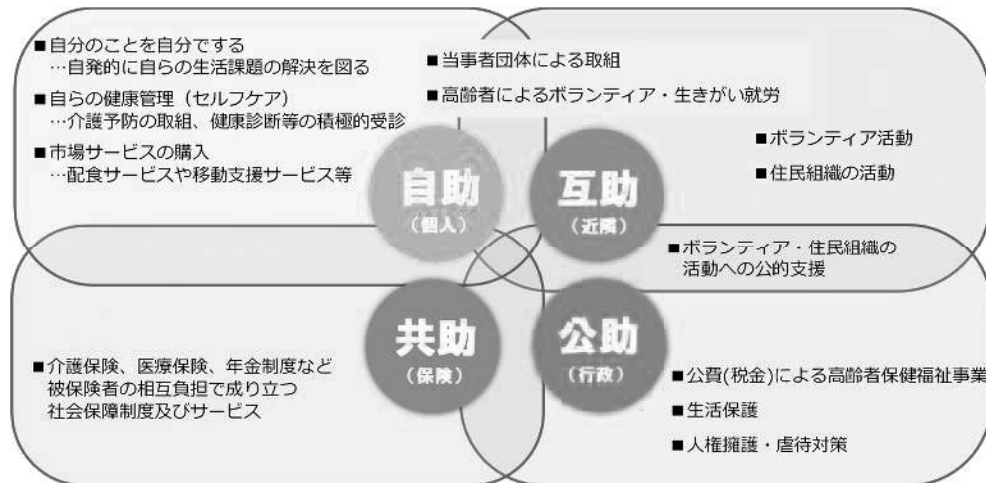 ■自分のことを自分でする
…自発的に自らの生活課題の解決を図る
■自らの健康管理（セルフケア）
…介護予防の取組、健康診断等の積極的受診
■市場サービスの購入
…配食サービスや移動支援サービス等
■当事者団体による取組
■高齢者によるボランティア・生きがい就労
■ボランティア活動
■住民組織の活動
自助
（個人）
互助
（近隣）
■ボランティア・住民組織の
活動への公的支援
共助
（保険）
公助
（行政）
■介護保険、医療保険、年金制度など
被保険者の相互負担で成り立つ
社会保障制度及びサービス
■公費(税金)による高齢者保健福祉事業
■生活保護
■人権擁護・虐待対策